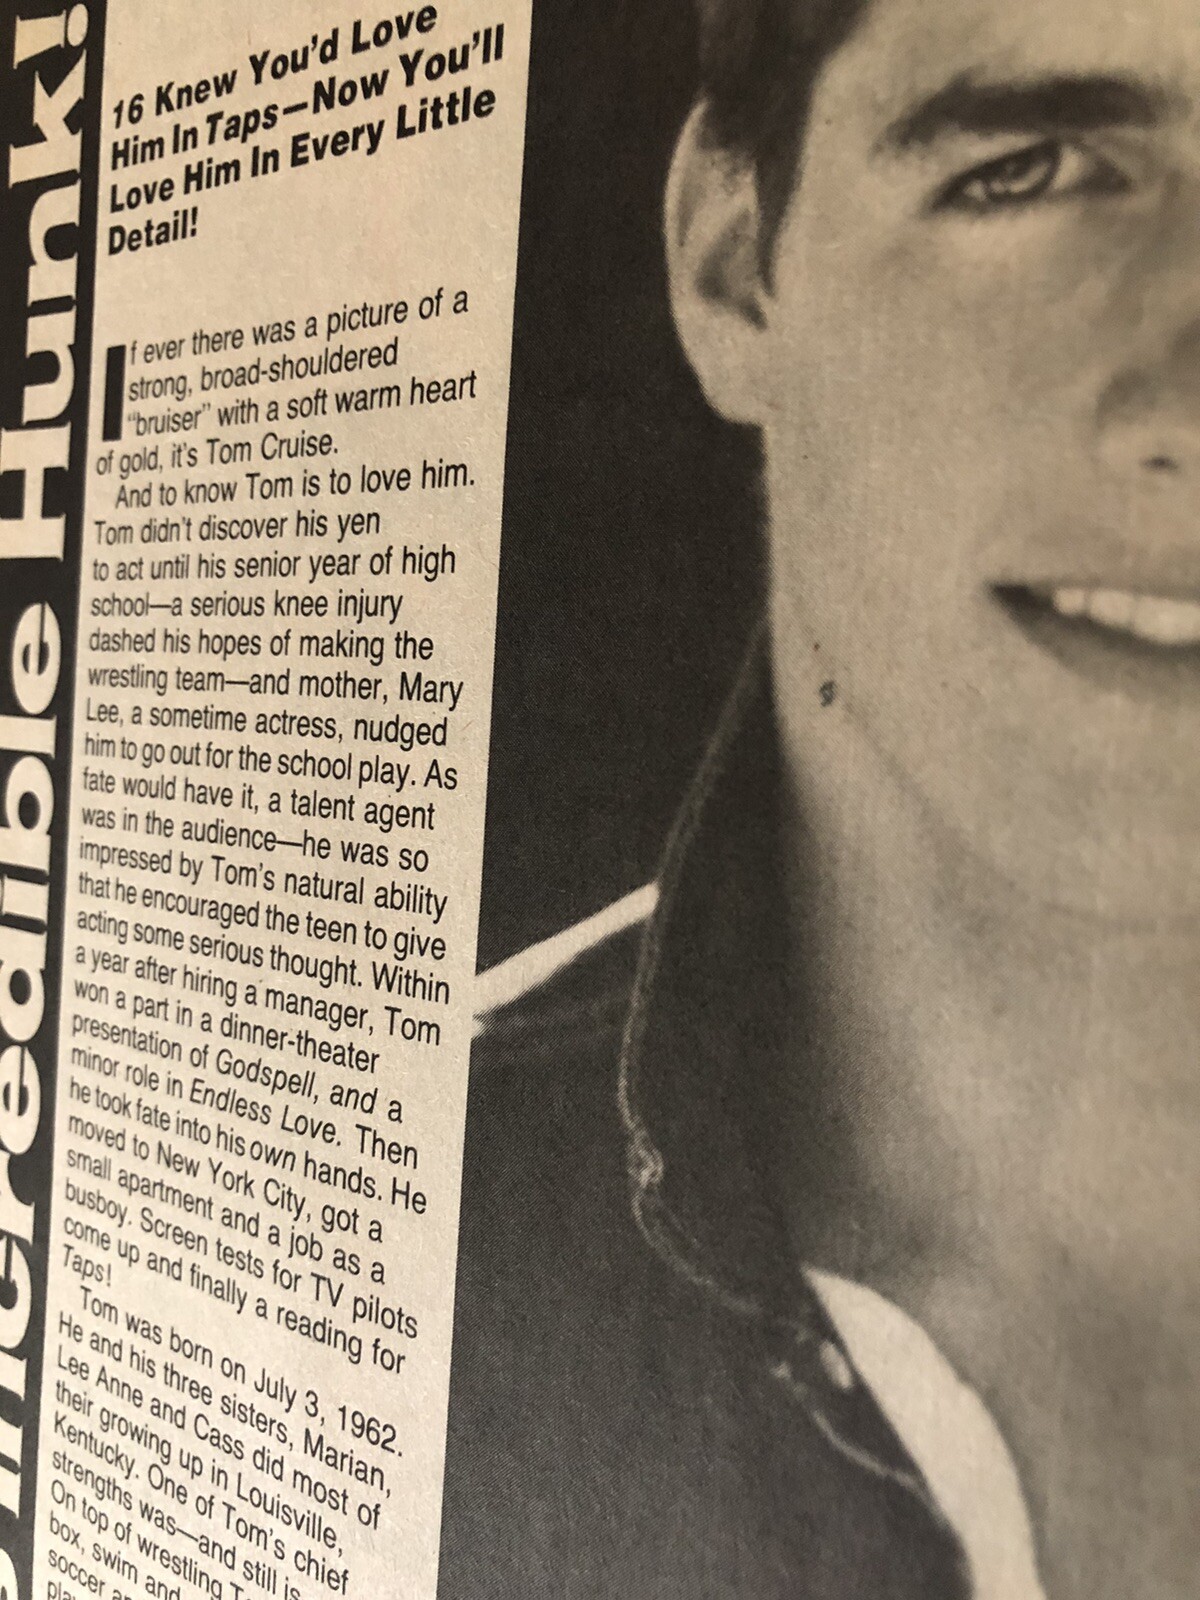 Incredible Hunk!
16 Knew You'd Love
Him In Taps—Now You'll
Love Him In Every Little
Detail!
If ever there was a picture of a
strong, broad-shouldered
“bruiser” with a soft warm heart
of gold, it's Tom Cruise.
And to know Tom is to love him.
Tom didn't discover his yen
to act until his senior year of high
school—a serious knee injury
dashed his hopes of making the
wrestling team—and mother, Mary
Lee, a sometime actress, nudged
him to go out for the school play. As
fate would have it, a talent agent
was in the audience—he was so
impressed by Tom's natural ability
that he encouraged the teen to give
acting some serious thought. Within
a year after hiring a manager, Tom
won a part in a dinner-theater
presentation of Godspell, and a
minor role in Endless Love. Then
he took fate into his own hands. He
moved to New York City, got a
small apartment and a job as a
busboy. Screen tests for TV pilots
come up and finally a reading for
Taps!
Tom was born on July 3, 1962.
He and his three sisters, Marian,
Lee Anne and Cass did most of
their growing up in Louisville,
Kentucky. One of Tom's chief
strengths was—and still is
On top of wrestling
box, swim and
soccer